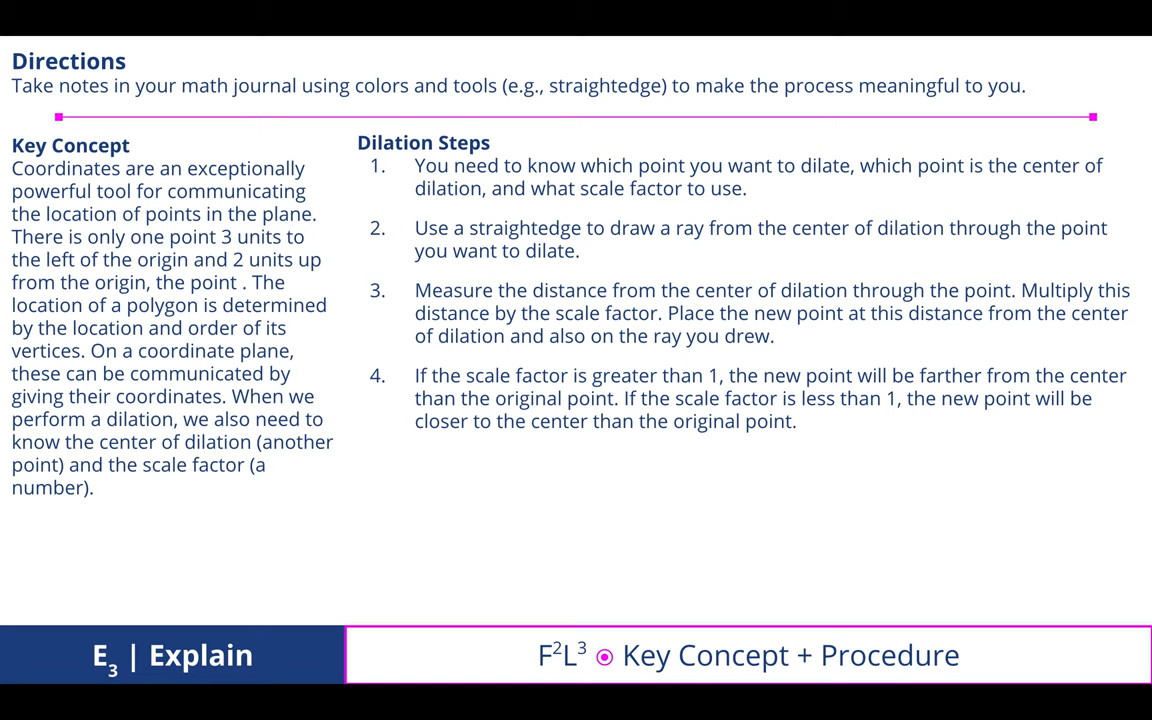 Directions
Take notes in your math journal using colors and tools (e.g., straightedge) to make the process meaningful to you.
Key Concept
Coordinates are an exceptionally
powerful tool for communicating
the location of points in the plane.
There is only one point 3 units to
the left of the origin and 2 units up
from the origin, the point . The
location of a polygon is determined
by the location and order of its
vertices. On a coordinate plane,
these can be communicated by
giving their coordinates. When we
perform a dilation, we also need to
know the center of dilation (another
point) and the scale factor (a
number).
Dilation Steps
1. You need to know which point you want to dilate, which point is the center of
dilation, and what scale factor to use.
2. Use a straightedge to draw a ray from the center of dilation through the point
you want to dilate.
3. Measure the distance from the center of dilation through the point. Multiply this
distance by the scale factor. Place the new point at this distance from the center
of dilation and also on the ray you drew.
4. If the scale factor is greater than 1, the new point will be farther from the center
than the original point. If the scale factor is less than 1, the new point will be
closer to the center than the original point.
E₃ | Explain
F²L³ ⦿ Key Concept + Procedure